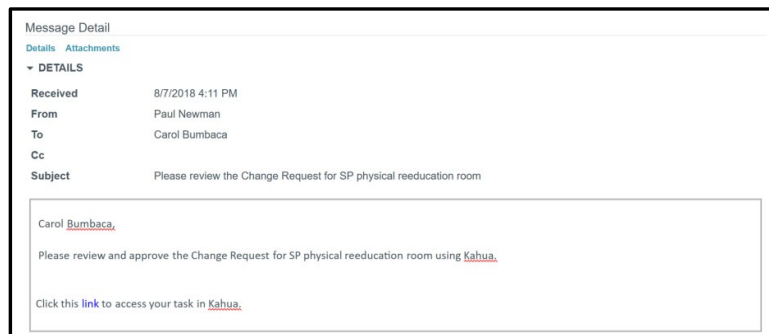 Message Detail
Details Attachments
DETAILS
Received 8/7/2018 4:11 PM
From Paul Newman
To Carol Bumbaca
Cc
Subject Please review the Change Request for SP physical reeducation room
Carol Bumbaca,
Please review and approve the Change Request for SP physical reeducation room using Kahua.
Click this link to access your task in Kahua.